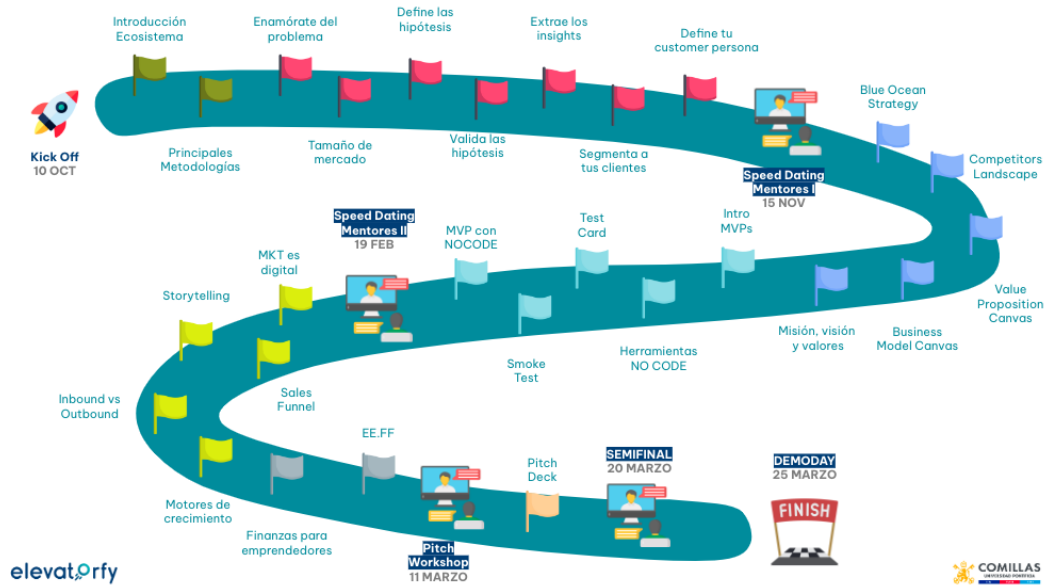 Introducción
Ecosistema
Enamórate del
problema
Define las
hipótesis
Extrae los
insights
Define tu
customer persona
Kick Off
10 OCT
Principales
Metodologías
Tamaño de
mercado
Valida las
hipótesis
Segmenta a
tus clientes
Speed Dating
Mentores I
15 NOV
Blue Ocean
Strategy
Competitors
Landscape
Value
Proposition
Canvas
Business
Model Canvas
Misión, visión
y valores
Intro
MVPs
Herramientas
NO CODE
Test
Card
Smoke
Test
MVP con
NOCODE
Speed Dating
Mentores II
19 FEB
MKT es
digital
Sales
Funnel
Storytelling
Inbound vs
Outbound
Motores de
crecimiento
Finanzas para
emprendedores
EE.FF
Pitch
Workshop
11 MARZO
Pitch
Deck
SEMIFINAL
20 MARZO
DEMODAY
25 MARZO
FINISH
elevatorfy
COMILLAS
UNIVERSIDAD PONTIFICIA